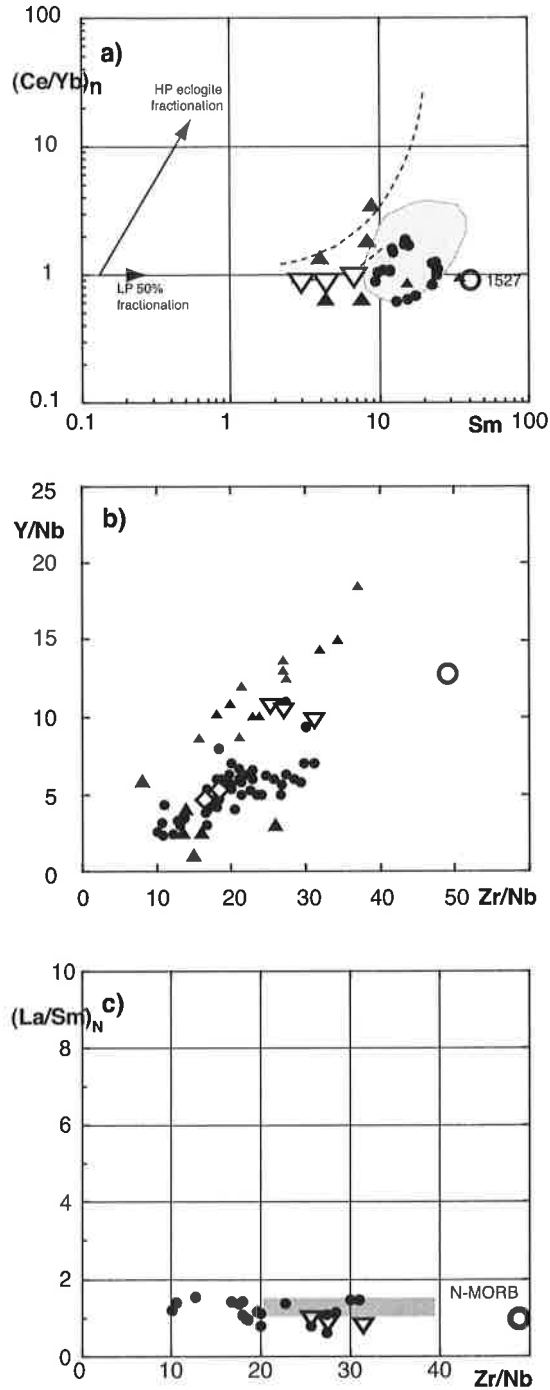 100
a)
(Ce/Yb)n
HP eclogite
fractionation
10
1
LP 50%
fractionation
1527
0.1
0.1 1 10 100
Sm
25
b)
Y/Nb
20
15
10
5
0
0 10 20 30 40 50 Zr/Nb
10
c)
(La/Sm)N
8
6
4
2
N-MORB
0
0 10 20 30 40
Zr/Nb